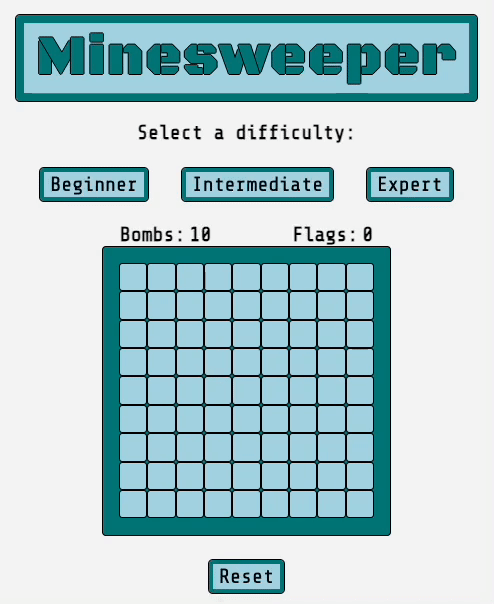 Minesweeper
Select a difficulty:
Beginner Intermediate Expert
Bombs: 10 Flags: 0
Reset